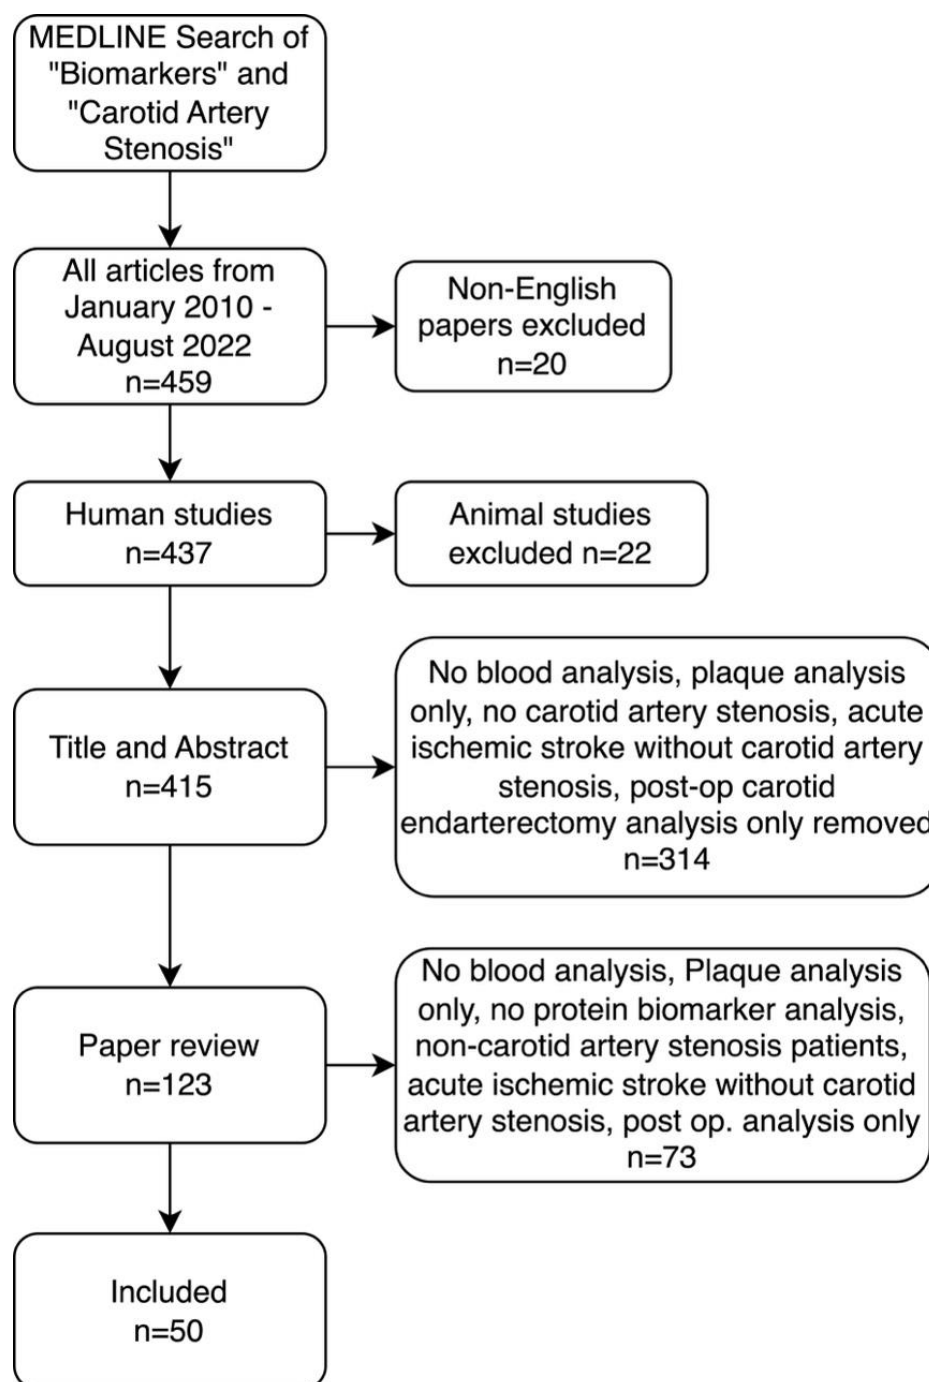 MEDLINE Search of
"Biomarkers" and
"Carotid Artery
Stenosis"
All articles from
January 2010 -
August 2022
n=459
Non-English
papers excluded
n=20
Human studies
n=437
Animal studies
excluded n=22
Title and Abstract
n=415
No blood analysis, plaque analysis
only, no carotid artery stenosis, acute
ischemic stroke without carotid artery
stenosis, post-op carotid
endarterectomy analysis only removed
n=314
Paper review
n=123
No blood analysis, Plaque analysis
only, no protein biomarker analysis,
non-carotid artery stenosis patients,
acute ischemic stroke without carotid
artery stenosis, post op. analysis only
n=73
Included
n=50